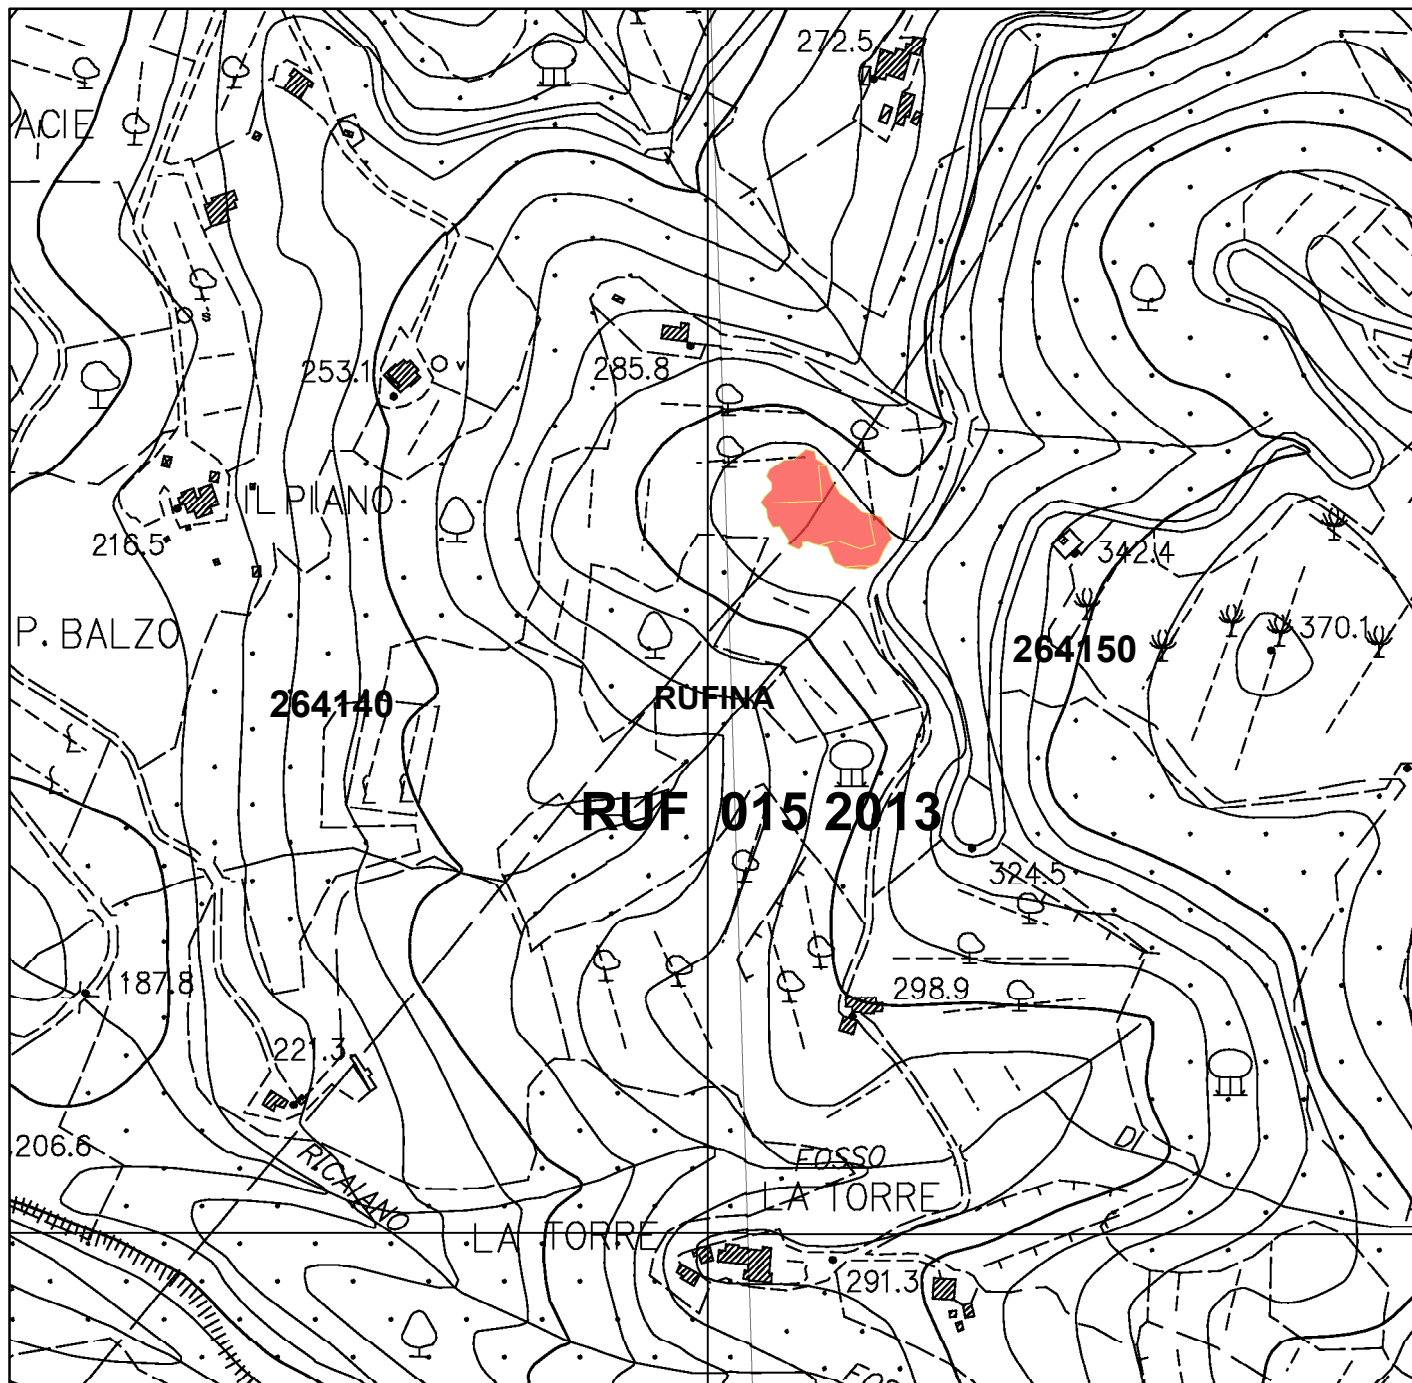 272.5
ACIE
s
253.1
v
285.8
IL PIANO
216.5
342.4
P. BALZO
370.1
264150
264140
RUFINA
RUF 015 2013
324.5
187.8
298.9
221.3
206.6
RICAIANO
FOSSO
DI
LA TORRE
LA TORRE
291.3
FOS